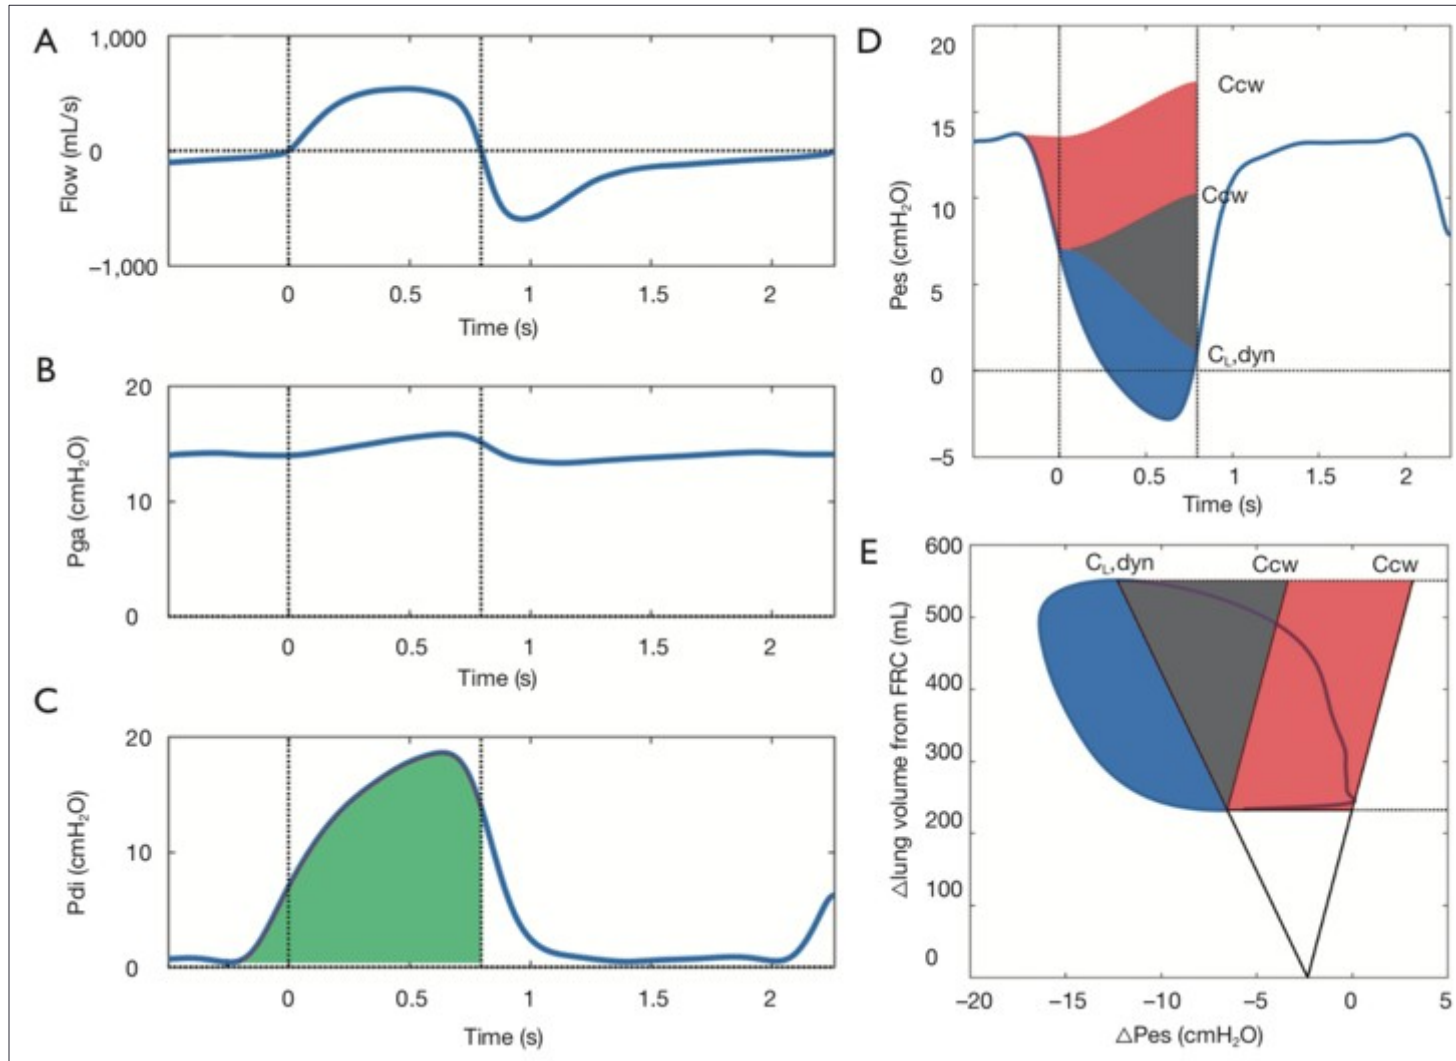 A
1,000
0
−1,000
Flow (mL/s)
0 0.5 1 1.5 2
Time (s)
B
20
10
0
Pga (cmH₂O)
0 0.5 1 1.5 2
Time (s)
C
20
10
0
Pdi (cmH₂O)
0 0.5 1 1.5 2
Time (s)
D
20
15
10
5
0
−5
Pes (cmH₂O)
Ccw
Ccw
C_L,dyn
0 0.5 1 1.5 2
Time (s)
E
600
500
400
300
200
100
0
△lung volume from FRC (mL)
C_L,dyn Ccw Ccw
−20 −15 −10 −5 0 5
△Pes (cmH₂O)